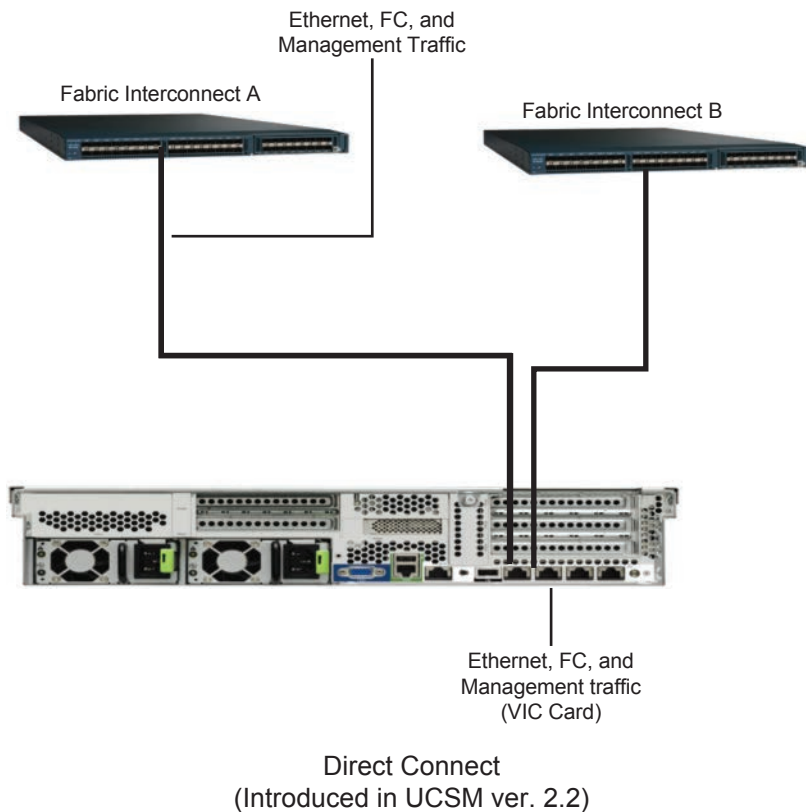 Ethernet, FC, and
Management Traffic
Fabric Interconnect A
Fabric Interconnect B
Ethernet, FC, and
Management traffic
(VIC Card)
Direct Connect
(Introduced in UCSM ver. 2.2)